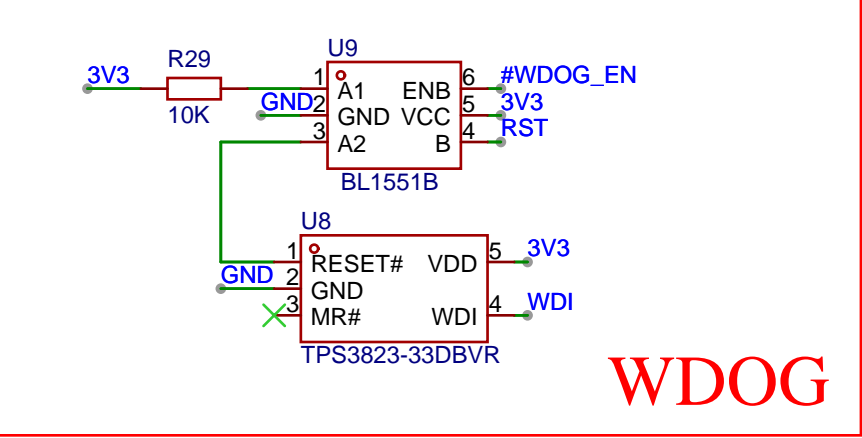 U9
R29
3V3
10K
1
A1
GND
2
GND
3
A2
ENB
6
#WDOG_EN
VCC
5
3V3
B
4
RST
BL1551B
U8
1
RESET#
GND
2
GND
3
MR#
VDD
5
3V3
WDI
4
WDI
TPS3823-33DBVR
WDOG